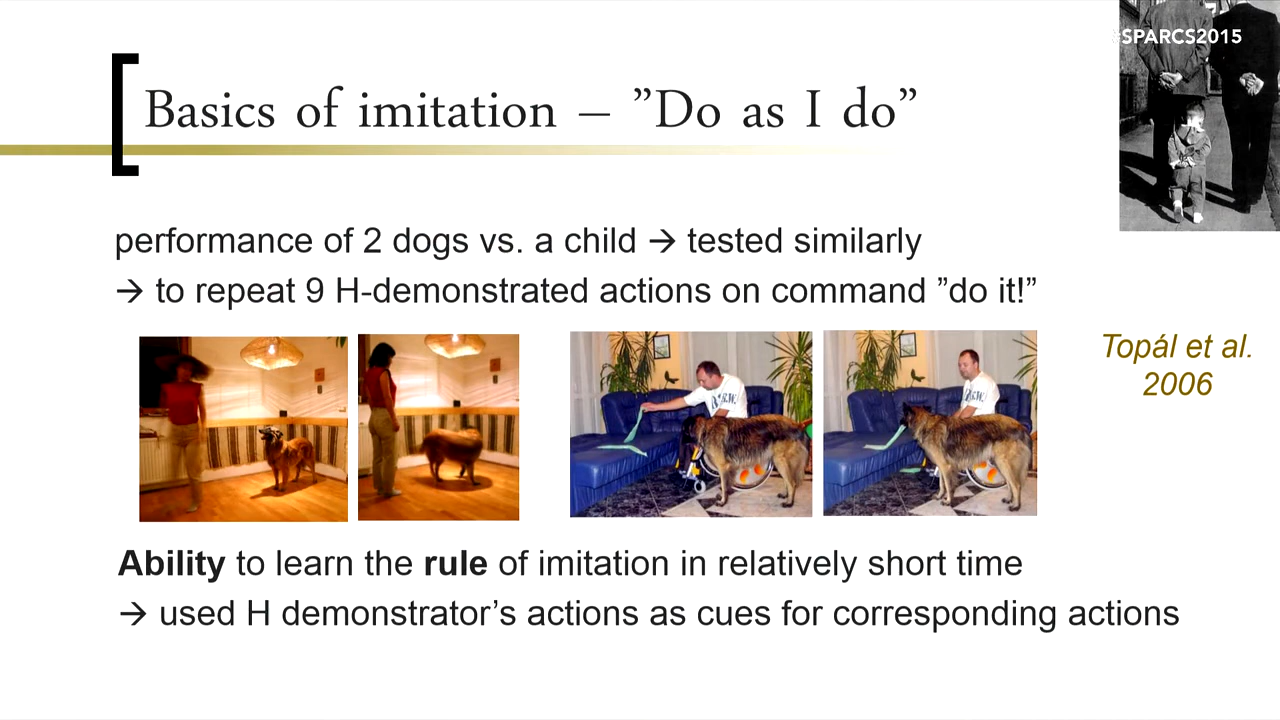 #SPARCS2015
Basics of imitation – ”Do as I do”
performance of 2 dogs vs. a child → tested similarly
→ to repeat 9 H-demonstrated actions on command ”do it!”
Topál et al.
2006
Ability to learn the rule of imitation in relatively short time
→ used H demonstrator’s actions as cues for corresponding actions